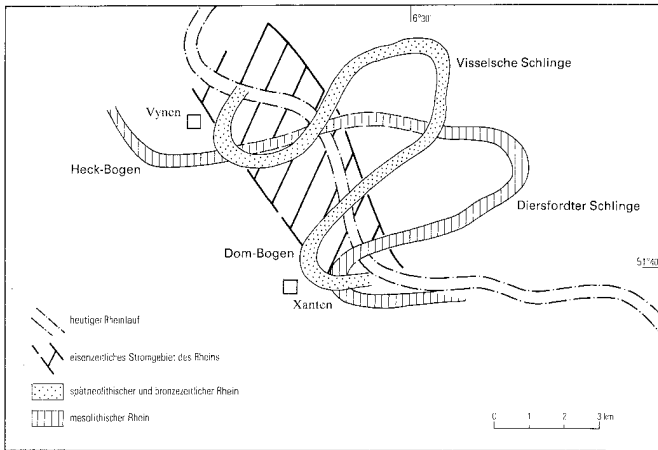 6°30'
Visselsche Schlinge
Vynen
Heck-Bogen
Diersfordter Schlinge
Dom-Bogen
51°40'
Xanten
heutiger Rheinlauf
eisenzeitliches Stromgebiet des Rheins
spätneolithischer und bronzezeitlicher Rhein
mesolithischer Rhein
0 1 2 3 km